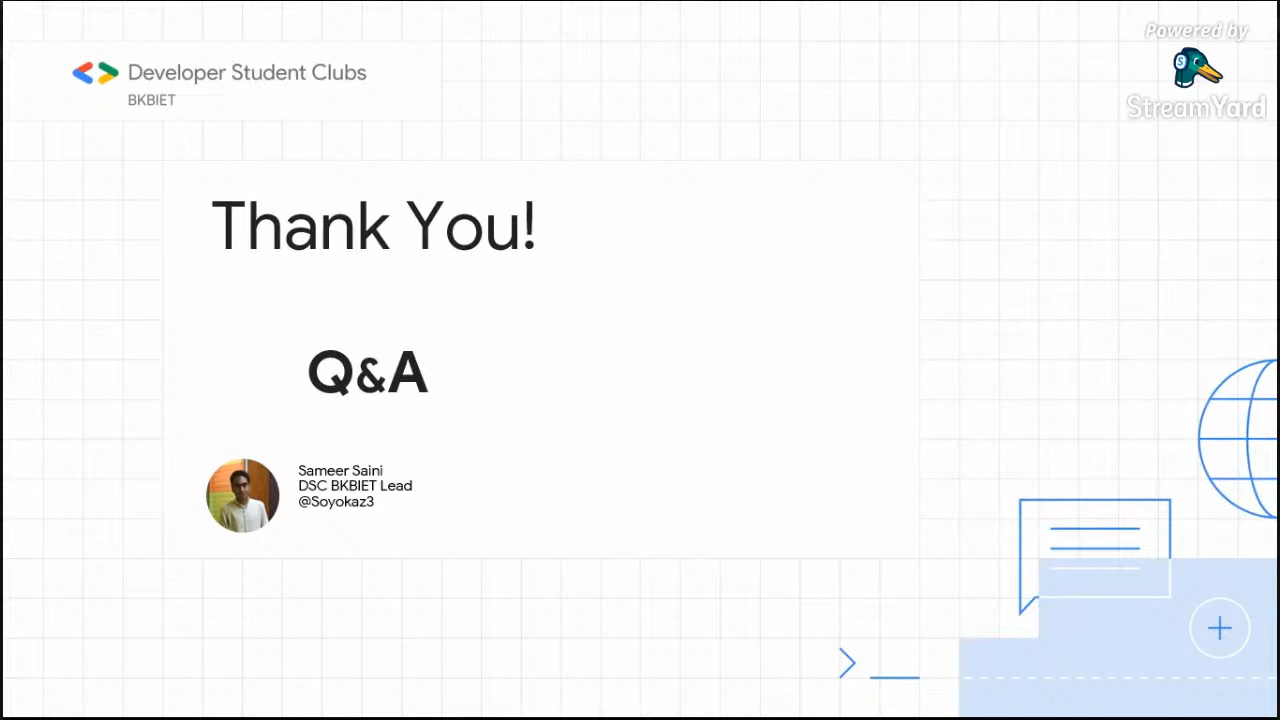 Developer Student Clubs
BKBIET
Powered by
StreamYard
Thank You!
Q&A
Sameer Saini
DSC BKBIET Lead
@Soyokaz3